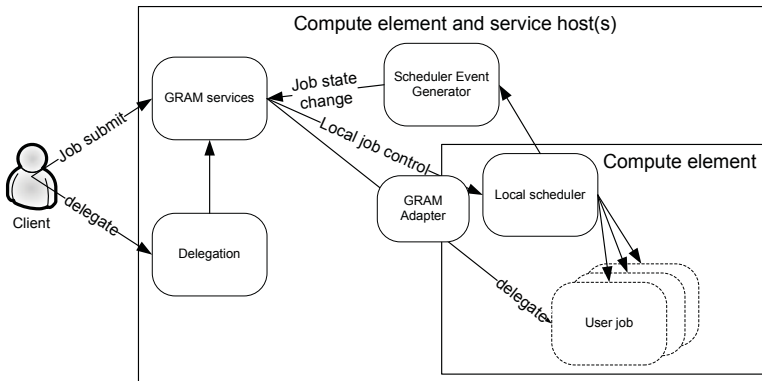 Compute element and service host(s)
GRAM services
Job state
change
Scheduler Event
Generator
Job submit
Local job control
Compute element
Client
delegate
Delegation
GRAM
Adapter
Local scheduler
delegate
User job